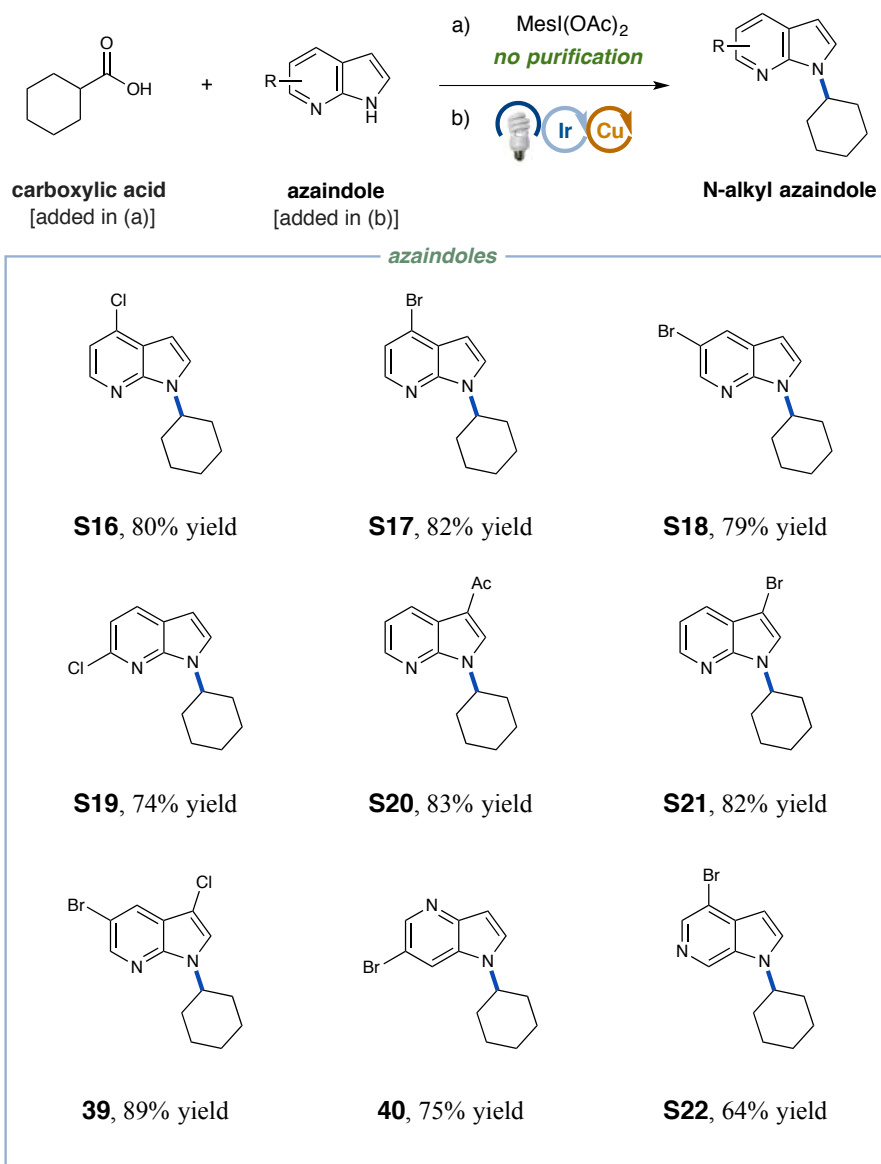 a) MesI(OAc)2
no purification
b) Ir Cu
O
OH
+
R
N
N
H
R
N
N
carboxylic acid
[added in (a)]
azaindole
[added in (b)]
N-alkyl azaindole
azaindoles
Cl
N
N
S16, 80% yield
Br
N
N
S17, 82% yield
Br
N
N
S18, 79% yield
Cl
N
N
S19, 74% yield
Ac
N
N
S20, 83% yield
Br
N
N
S21, 82% yield
Br
Cl
N
N
39, 89% yield
N
Br
N
40, 75% yield
Br
N
N
S22, 64% yield